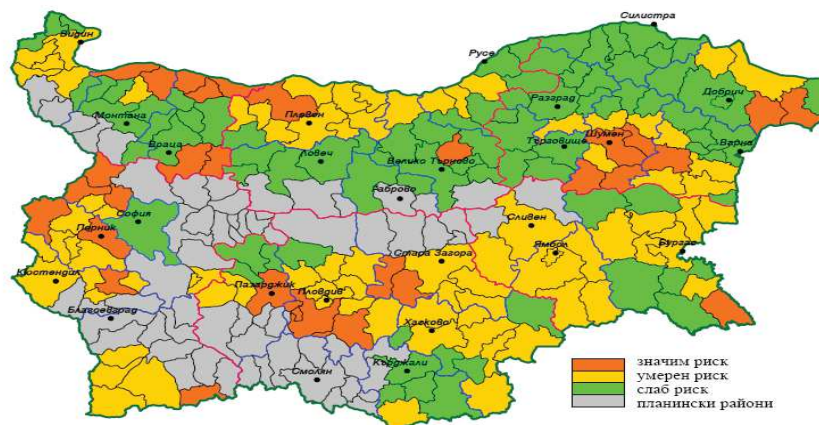 Силистра
Видин
Русе
Добрич
Разград
Монтана
Плевен
Шумен
Враца
Търговище
Варна
Ловеч
Велико Търново
Габрово
София
Сливен
Перник
Ямбол
Бургас
Стара Загора
Кюстендил
Пазарджик
Пловдив
Благоевград
Хасково
Кърджали
Смолян
значим риск
умерен риск
слаб риск
планински райони